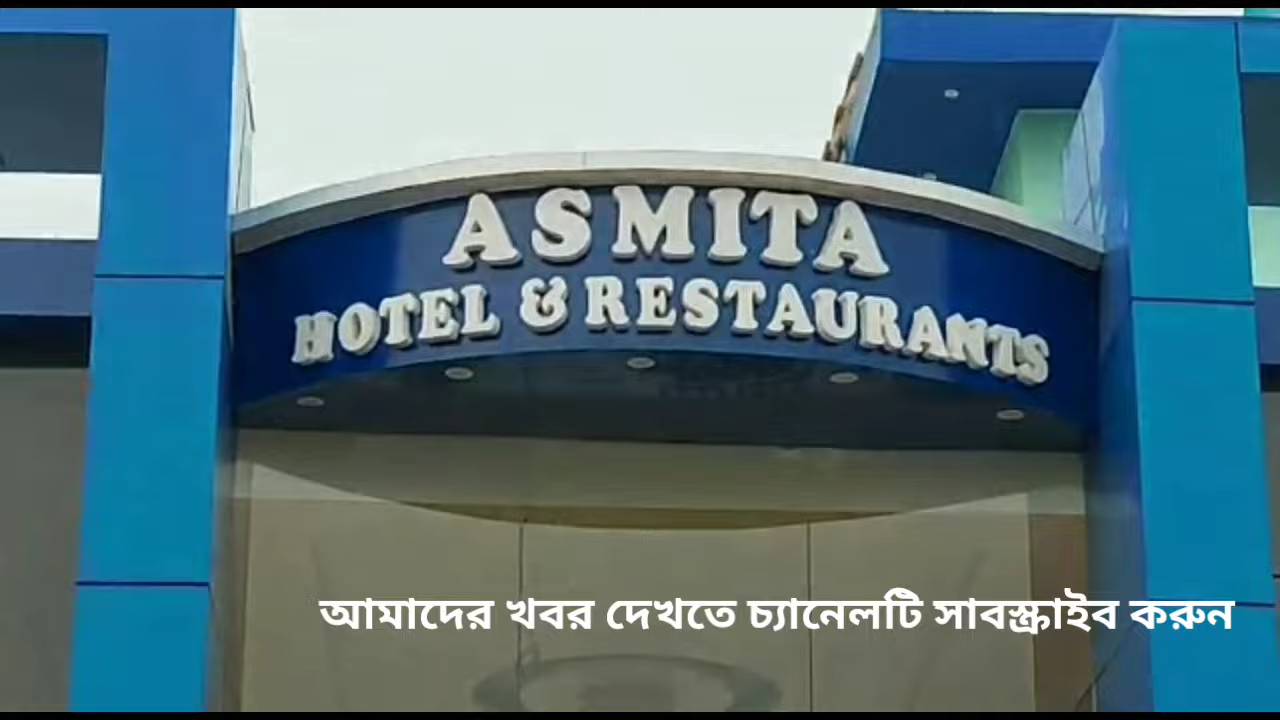 ASMITA
HOTEL & RESTAURANTS
আমাদের খবর দেখতে চ্যানেলটি সাবস্ক্রাইব করুন